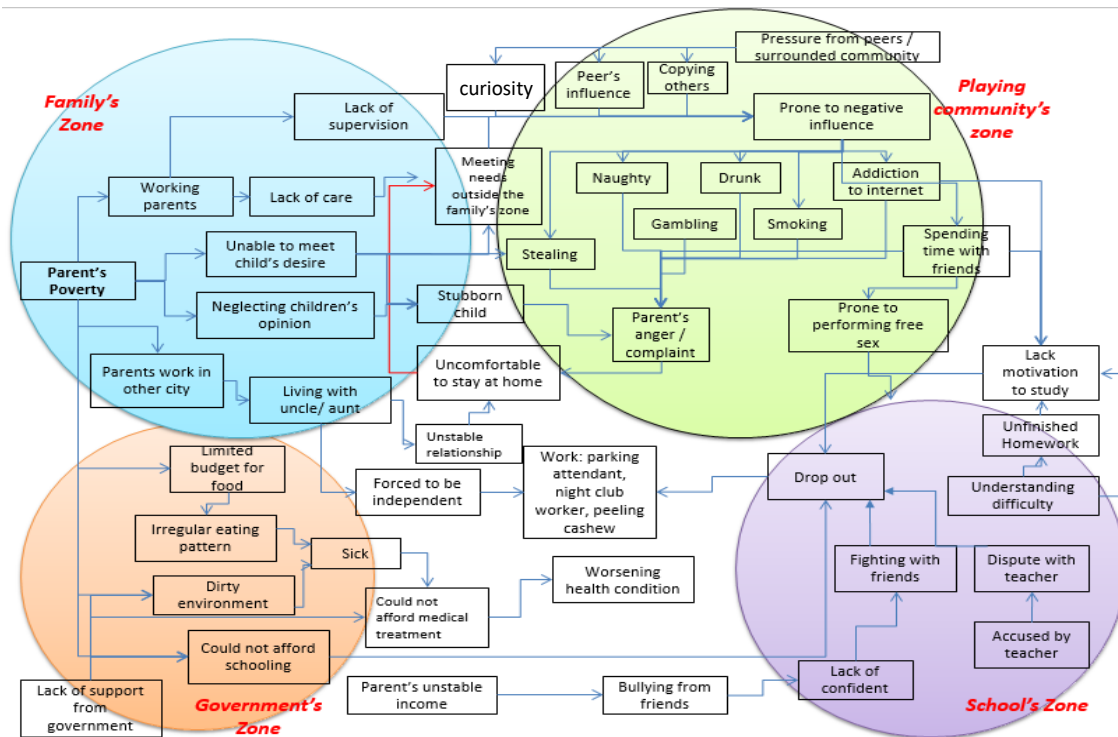 Pressure from peers /
surrounded community
curiosity
Peer's
influence
Copying
others
Family's
Zone
Playing
community's
zone
Lack of
supervision
Prone to negative
influence
Meeting
needs
outside the
family's zone
Naughty
Drunk
Addiction
to internet
Working
parents
Lack of care
Gambling
Smoking
Unable to meet
child's desire
Stealing
Spending
time with
friends
Parent's
Poverty
Neglecting children's
opinion
Stubborn
child
Parent's
anger /
complaint
Prone to
performing free
sex
Parents work in
other city
Uncomfortable
to stay at home
Lack
motivation
to study
Living with
uncle/ aunt
Unstable
relationship
Unfinished
Homework
Limited
budget for
food
Work: parking
attendant,
night club
worker, peeling
cashew
Forced to be
independent
Drop out
Understanding
difficulty
Irregular eating
pattern
Sick
Fighting with
friends
Dispute with
teacher
Dirty
environment
Worsening
health condition
Could not
afford medical
treatment
Could not afford
schooling
Accused by
teacher
Lack of support
from
government
Government's
Zone
Parent's unstable
income
Bullying from
friends
Lack of
confident
School's Zone